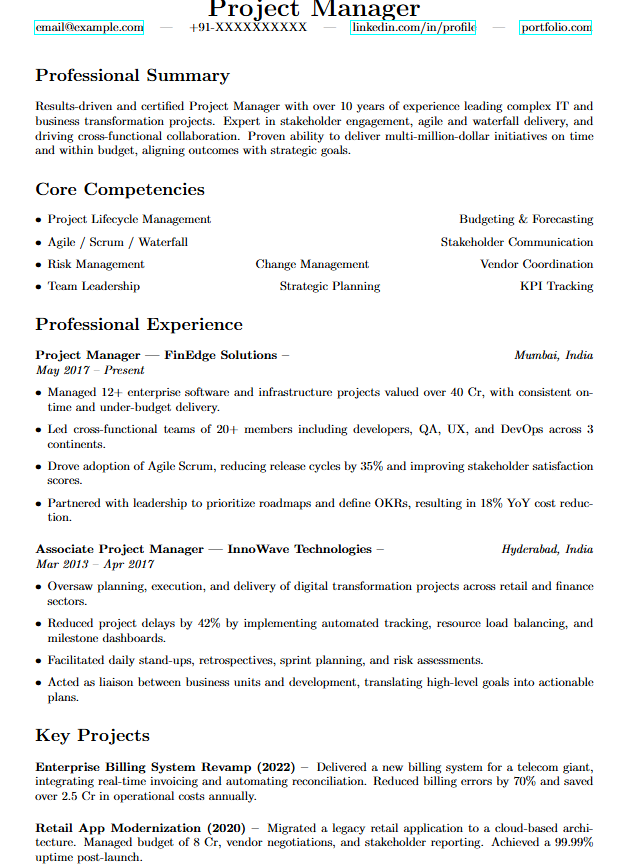 Project Manager
email@example.com — +91-XXXXXXXXXX — linkedin.com/in/profile — portfolio.com
Professional Summary
Results-driven and certified Project Manager with over 10 years of experience leading complex IT and
business transformation projects. Expert in stakeholder engagement, agile and waterfall delivery, and
driving cross-functional collaboration. Proven ability to deliver multi-million-dollar initiatives on time
and within budget, aligning outcomes with strategic goals.
Core Competencies
• Project Lifecycle Management Budgeting & Forecasting
• Agile / Scrum / Waterfall Stakeholder Communication
• Risk Management Change Management Vendor Coordination
• Team Leadership Strategic Planning KPI Tracking
Professional Experience
Project Manager — FinEdge Solutions – Mumbai, India
May 2017 – Present
• Managed 12+ enterprise software and infrastructure projects valued over 40 Cr, with consistent on-
time and under-budget delivery.
• Led cross-functional teams of 20+ members including developers, QA, UX, and DevOps across 3
continents.
• Drove adoption of Agile Scrum, reducing release cycles by 35% and improving stakeholder satisfaction
scores.
• Partnered with leadership to prioritize roadmaps and define OKRs, resulting in 18% YoY cost reduc-
tion.
Associate Project Manager — InnoWave Technologies – Hyderabad, India
Mar 2013 – Apr 2017
• Oversaw planning, execution, and delivery of digital transformation projects across retail and finance
sectors.
• Reduced project delays by 42% by implementing automated tracking, resource load balancing, and
milestone dashboards.
• Facilitated daily stand-ups, retrospectives, sprint planning, and risk assessments.
• Acted as liaison between business units and development, translating high-level goals into actionable
plans.
Key Projects
Enterprise Billing System Revamp (2022) – Delivered a new billing system for a telecom giant,
integrating real-time invoicing and automating reconciliation. Reduced billing errors by 70% and saved
over 2.5 Cr in operational costs annually.
Retail App Modernization (2020) – Migrated a legacy retail application to a cloud-based archi-
tecture. Managed budget of 8 Cr, vendor negotiations, and stakeholder reporting. Achieved a 99.99%
uptime post-launch.